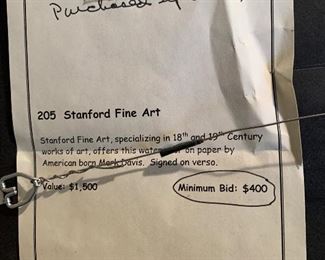 Purchased
205 Stanford Fine Art
Stanford Fine Art, specializing in 18th and 19th Century
works of art, offers this on paper by
American born Mark Davis. Signed on verso.
Value: $1,500 Minimum Bid: $400